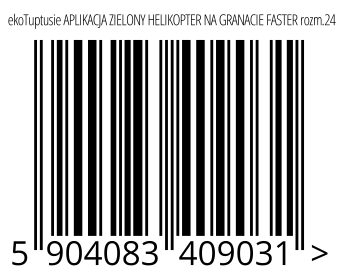 ekoTuptusie APLIKACJA ZIELONY HELIKOPTER NA GRANACIE FASTER rozm.24
5 904083 409031 >